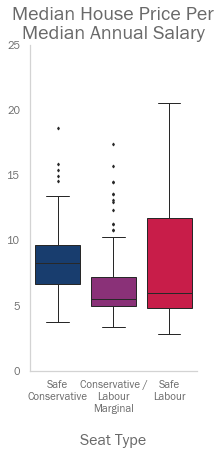 Median House Price Per
Median Annual Salary
25
20
15
10
5
0
Safe
Conservative
Conservative /
Labour
Marginal
Safe
Labour
Seat Type